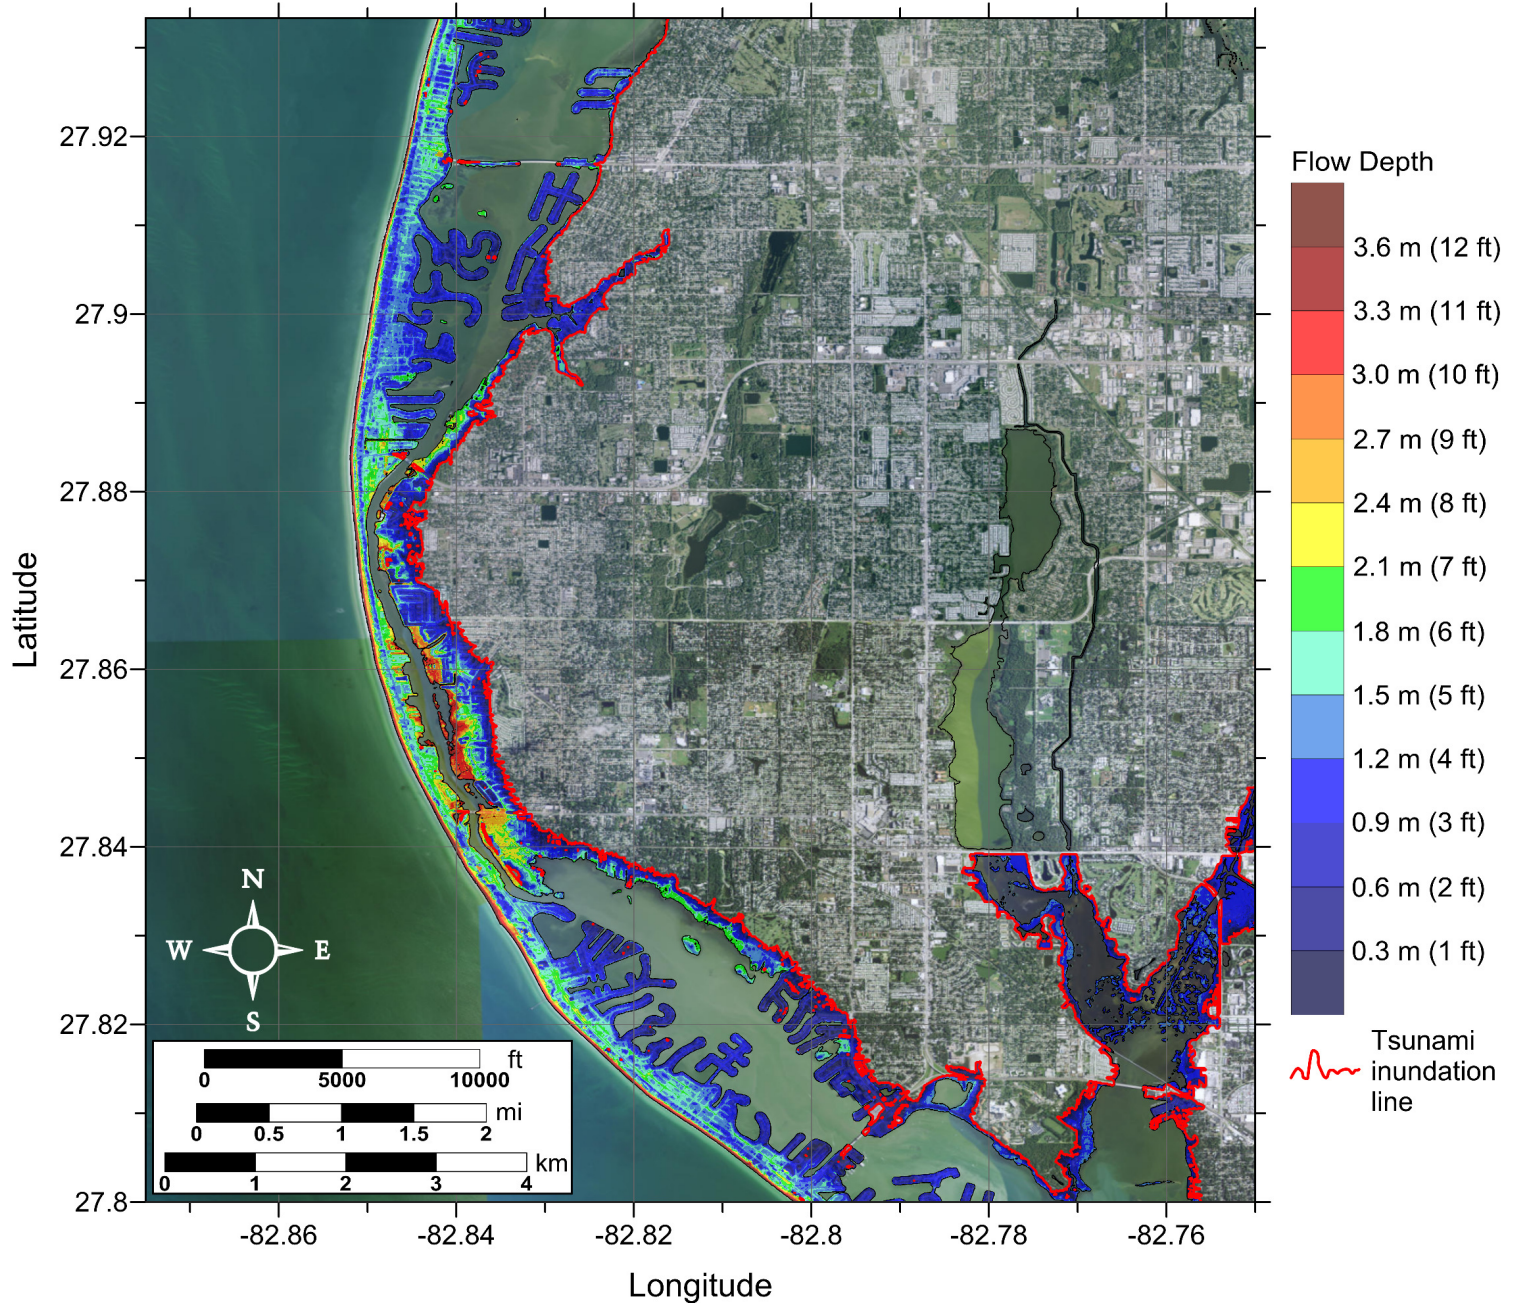 27.92
27.9
27.88
27.86
27.84
27.82
27.8
Latitude
-82.86
-82.84
-82.82
-82.8
-82.78
-82.76
Longitude
N
W
E
S
ft
0
5000
10000
mi
0
0.5
1
1.5
2
km
0
1
2
3
4
Flow Depth
3.6 m (12 ft)
3.3 m (11 ft)
3.0 m (10 ft)
2.7 m (9 ft)
2.4 m (8 ft)
2.1 m (7 ft)
1.8 m (6 ft)
1.5 m (5 ft)
1.2 m (4 ft)
0.9 m (3 ft)
0.6 m (2 ft)
0.3 m (1 ft)
Tsunami
inundation
line